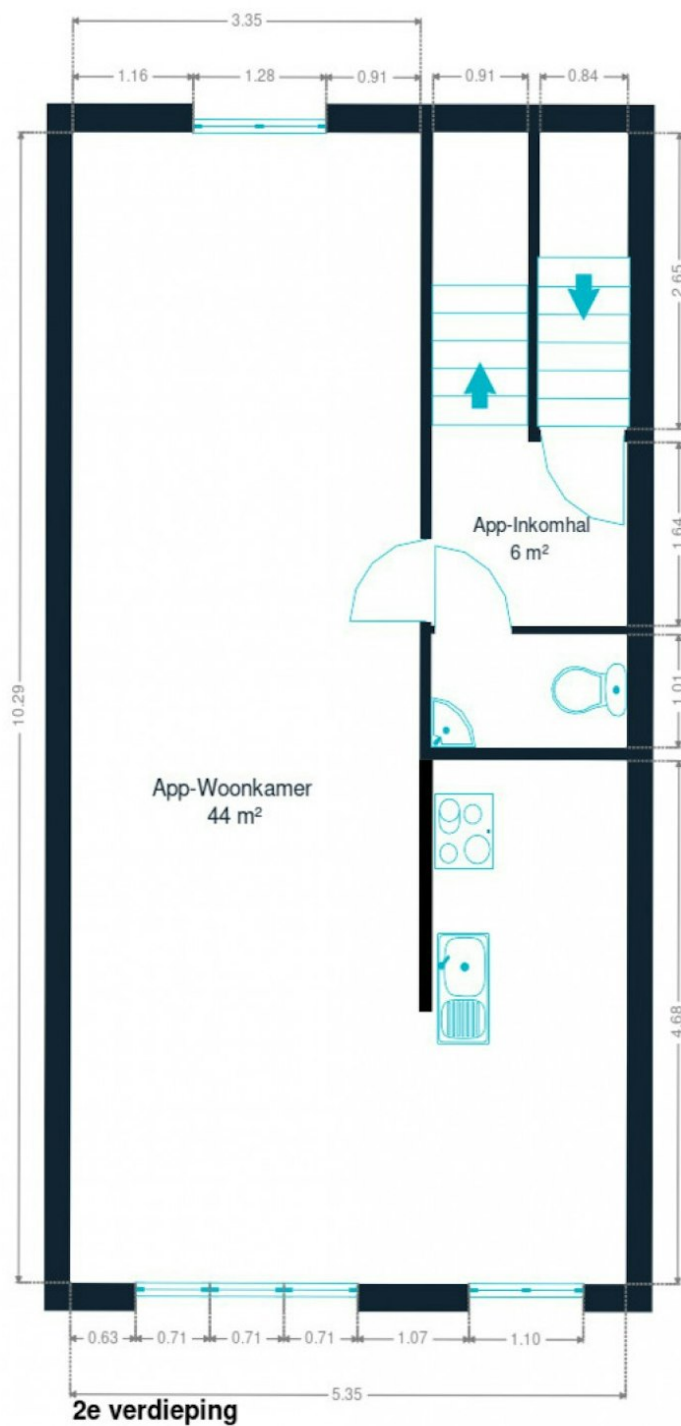 3.35
1.16 1.28 0.91 0.91 0.84
2.65
App-Inkomhal
6 m²
1.64
10.29
1.01
App-Woonkamer
44 m²
4.68
0.63 0.71 0.71 0.71 1.07 1.10
5.35
2e verdieping